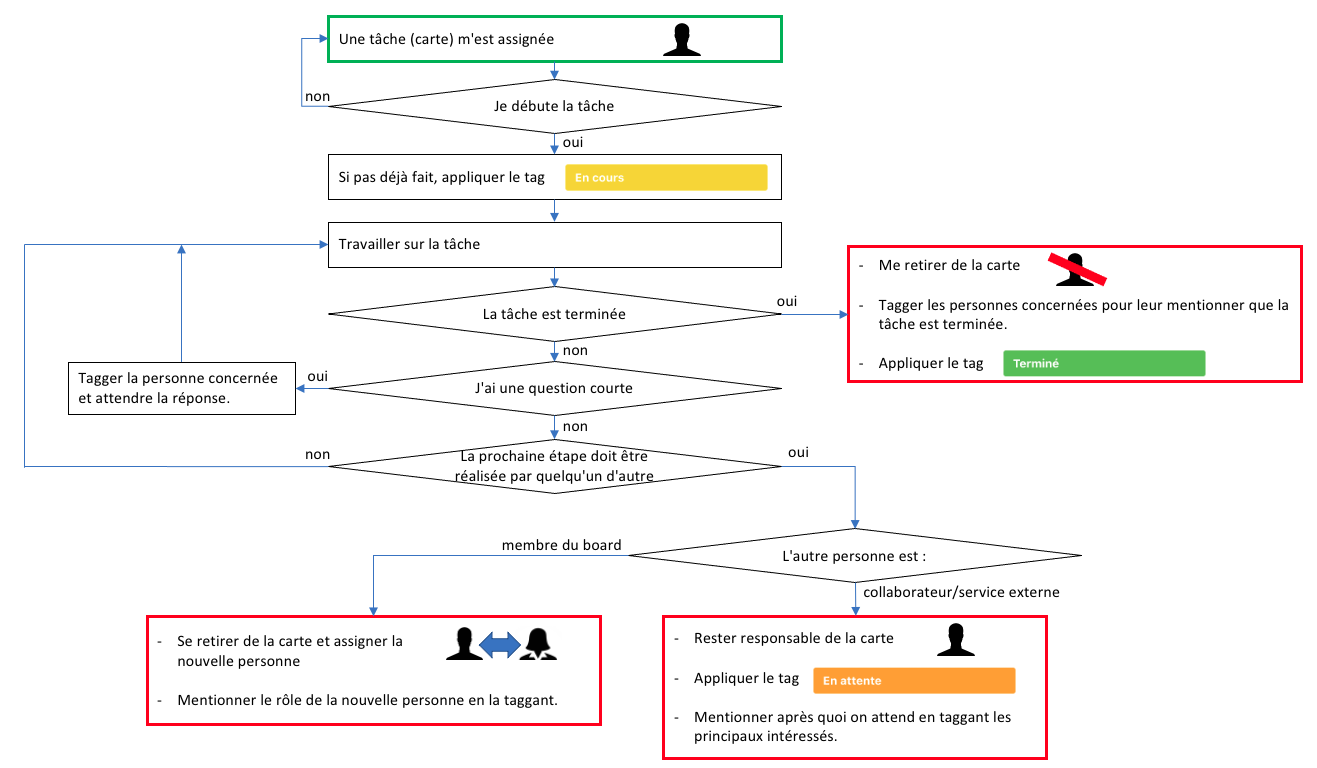 Une tâche (carte) m'est assignée
non
Je débute la tâche
oui
Si pas déjà fait, appliquer le tag
En cours
Travailler sur la tâche
La tâche est terminée
oui
- Me retirer de la carte
- Tagger les personnes concernées pour leur mentionner que la
tâche est terminée.
- Appliquer le tag
Terminé
non
J'ai une question courte
oui
Tagger la personne concernée
et attendre la réponse.
non
La prochaine étape doit être
réalisée par quelqu'un d'autre
non
oui
L'autre personne est :
membre du board
collaborateur/service externe
- Se retirer de la carte et assigner la
nouvelle personne
- Mentionner le rôle de la nouvelle personne en la taggant.
- Rester responsable de la carte
- Appliquer le tag
En attente
- Mentionner après quoi on attend en taggant les
principaux intéressés.